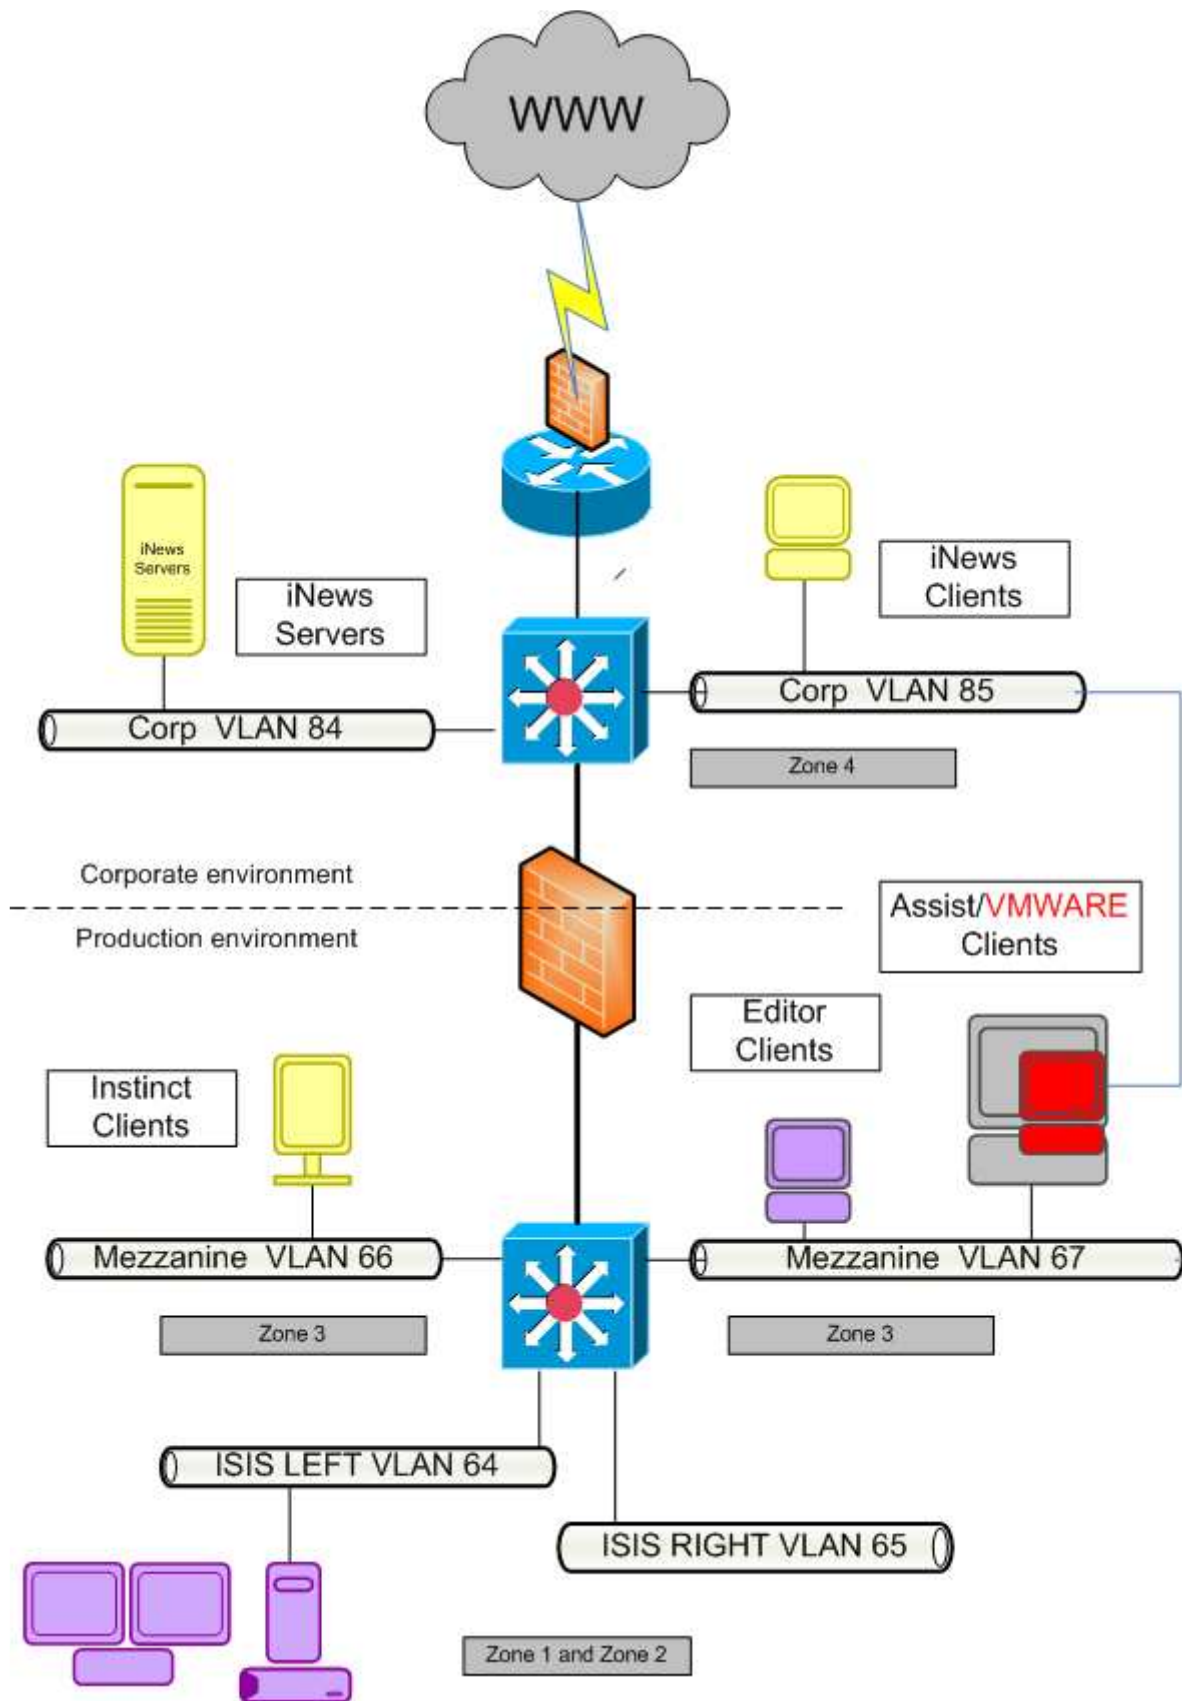 WWW
iNews
Servers
iNews
Servers
iNews
Clients
Corp  VLAN 84
Corp  VLAN 85
Zone 4
Corporate environment
Production environment
Assist/VMWARE
Clients
Editor
Clients
Instinct
Clients
Mezzanine  VLAN 66
Mezzanine  VLAN 67
Zone 3
Zone 3
ISIS LEFT VLAN 64
ISIS RIGHT VLAN 65
Zone 1 and Zone 2